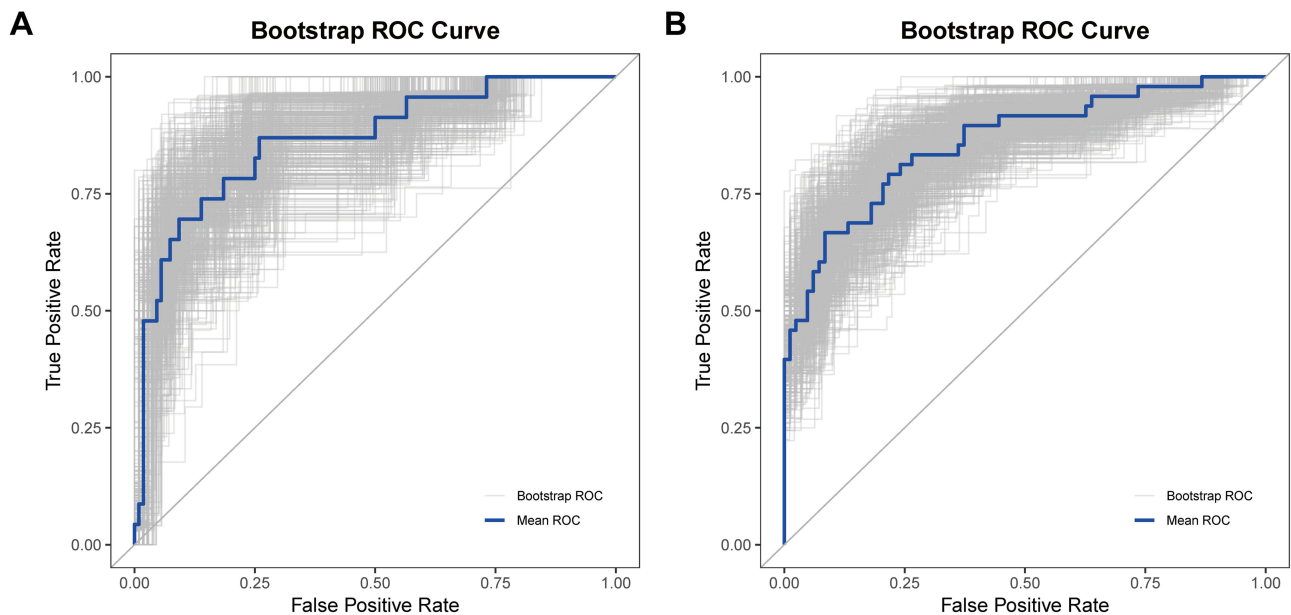 A
Bootstrap ROC Curve
True Positive Rate
1.00
0.75
0.50
0.25
0.00
Bootstrap ROC
Mean ROC
0.00 0.25 0.50 0.75 1.00
False Positive Rate
B
Bootstrap ROC Curve
True Positive Rate
1.00
0.75
0.50
0.25
0.00
Bootstrap ROC
Mean ROC
0.00 0.25 0.50 0.75 1.00
False Positive Rate